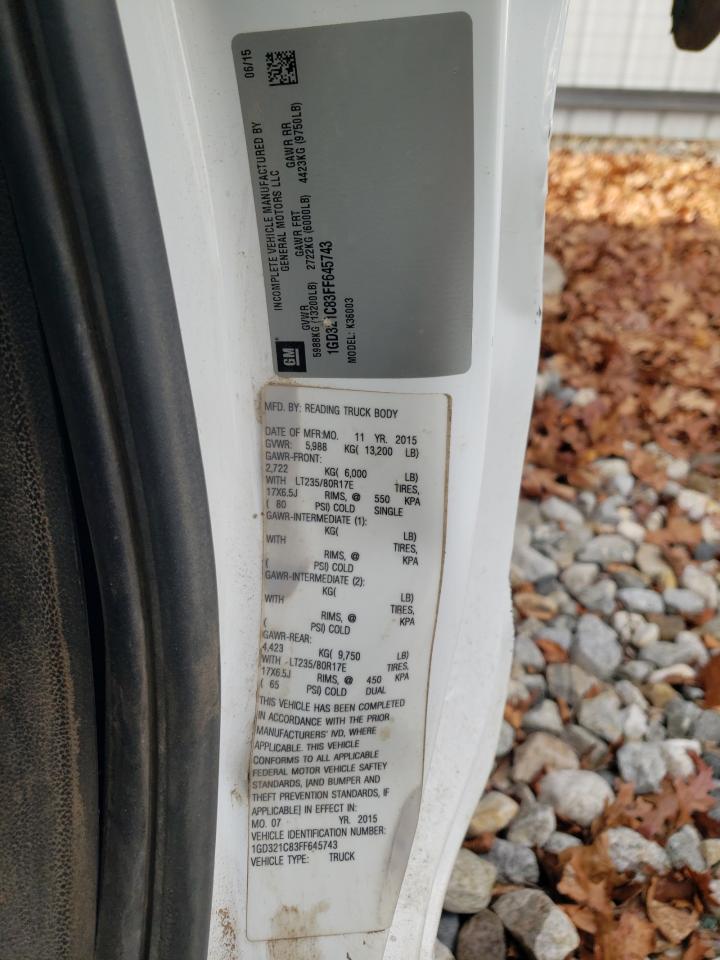 06/15
INCOMPLETE VEHICLE MANUFACTURED BY
GENERAL MOTORS LLC
GVWR GAWR FRT GAWR RR
5988KG (13200LB) 2722KG (6000LB) 4423KG (9750LB)
1GD321C83FF645743
MODEL: K36003
GM
MFD. BY: READING TRUCK BODY
DATE OF MFR:MO. 11 YR. 2015
GVWR: 5,988 KG( 13,200 LB)
GAWR-FRONT:
2,722 KG( 6,000 LB)
WITH LT235/80R17E TIRES,
17X6.5J RIMS, @ 550 KPA
( 80 PSI) COLD SINGLE
GAWR-INTERMEDIATE (1):
KG( LB)
WITH TIRES,
RIMS, @ KPA
( PSI) COLD
GAWR-INTERMEDIATE (2):
KG( LB)
WITH TIRES,
RIMS, @ KPA
( PSI) COLD
GAWR-REAR:
4,423 KG( 9,750 LB)
WITH LT235/80R17E TIRES,
17X6.5J RIMS, @ 450 KPA
( 65 PSI) COLD DUAL
THIS VEHICLE HAS BEEN COMPLETED
IN ACCORDANCE WITH THE PRIOR
MANUFACTURERS' IVD, WHERE
APPLICABLE. THIS VEHICLE
CONFORMS TO ALL APPLICABLE
FEDERAL MOTOR VEHICLE SAFTEY
STANDARDS, [AND BUMPER AND
THEFT PREVENTION STANDARDS, IF
APPLICABLE] IN EFFECT IN:
MO. 07 YR. 2015
VEHICLE IDENTIFICATION NUMBER:
1GD321C83FF645743
VEHICLE TYPE: TRUCK